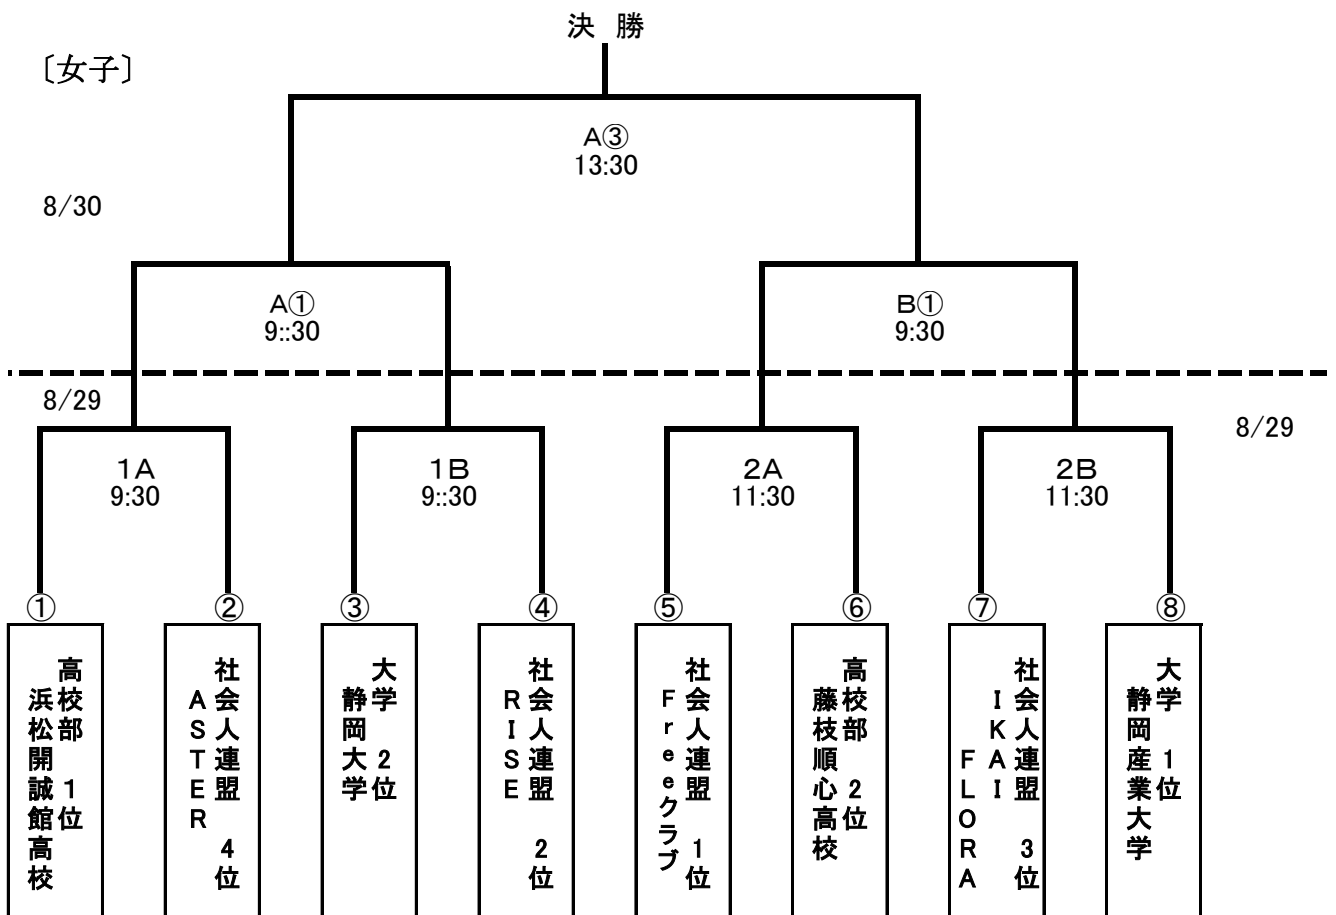 決 勝
〔女子〕
A③
13:30
8/30
A①
9::30
B①
9:30
8/29
8/29
1A
9:30
1B
9::30
2A
11:30
2B
11:30
①
②
③
④
⑤
⑥
⑦
⑧
高校部 1位
浜松開誠館高校
社会人連盟 4位
ASTER
大学 2位
静岡大学
社会人連盟 2位
RISE
社会人連盟 1位
Freeクラブ
高校部 2位
藤枝順心高校
社会人連盟 3位
IKAI
FLORA
大学 1位
静岡産業大学